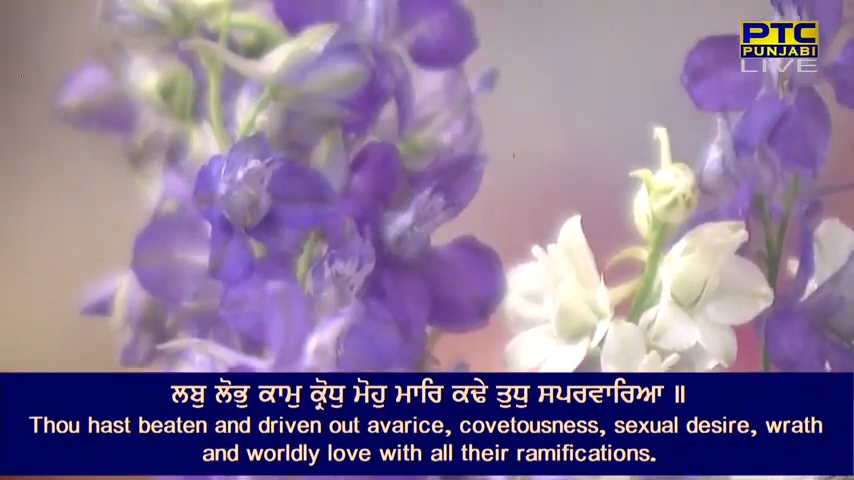 PTC
PUNJABI
LIVE
ਲਬੁ ਲੋਭੁ ਕਾਮੁ ਕ੍ਰੋਧੁ ਮੋਹੁ ਮਾਰਿ ਕਢੇ ਤੁਧੁ ਸਪਰਵਾਰਿਆ ॥
Thou hast beaten and driven out avarice, covetousness, sexual desire, wrath
and worldly love with all their ramifications.